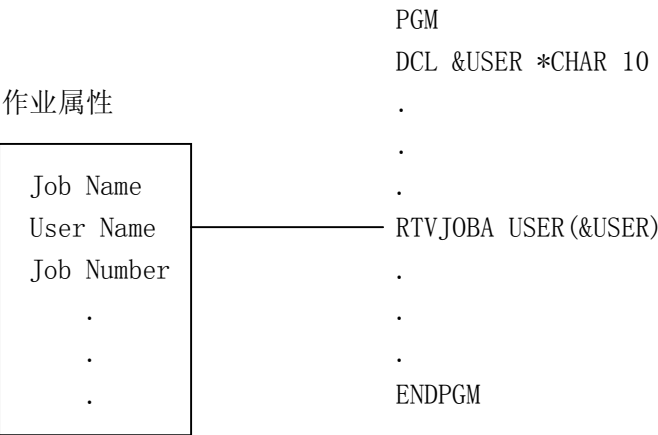 作业属性
Job Name
User Name
Job Number
.
.
.
PGM
DCL &USER *CHAR 10
.
.
.
RTVJOBA USER(&USER)
.
.
.
ENDPGM